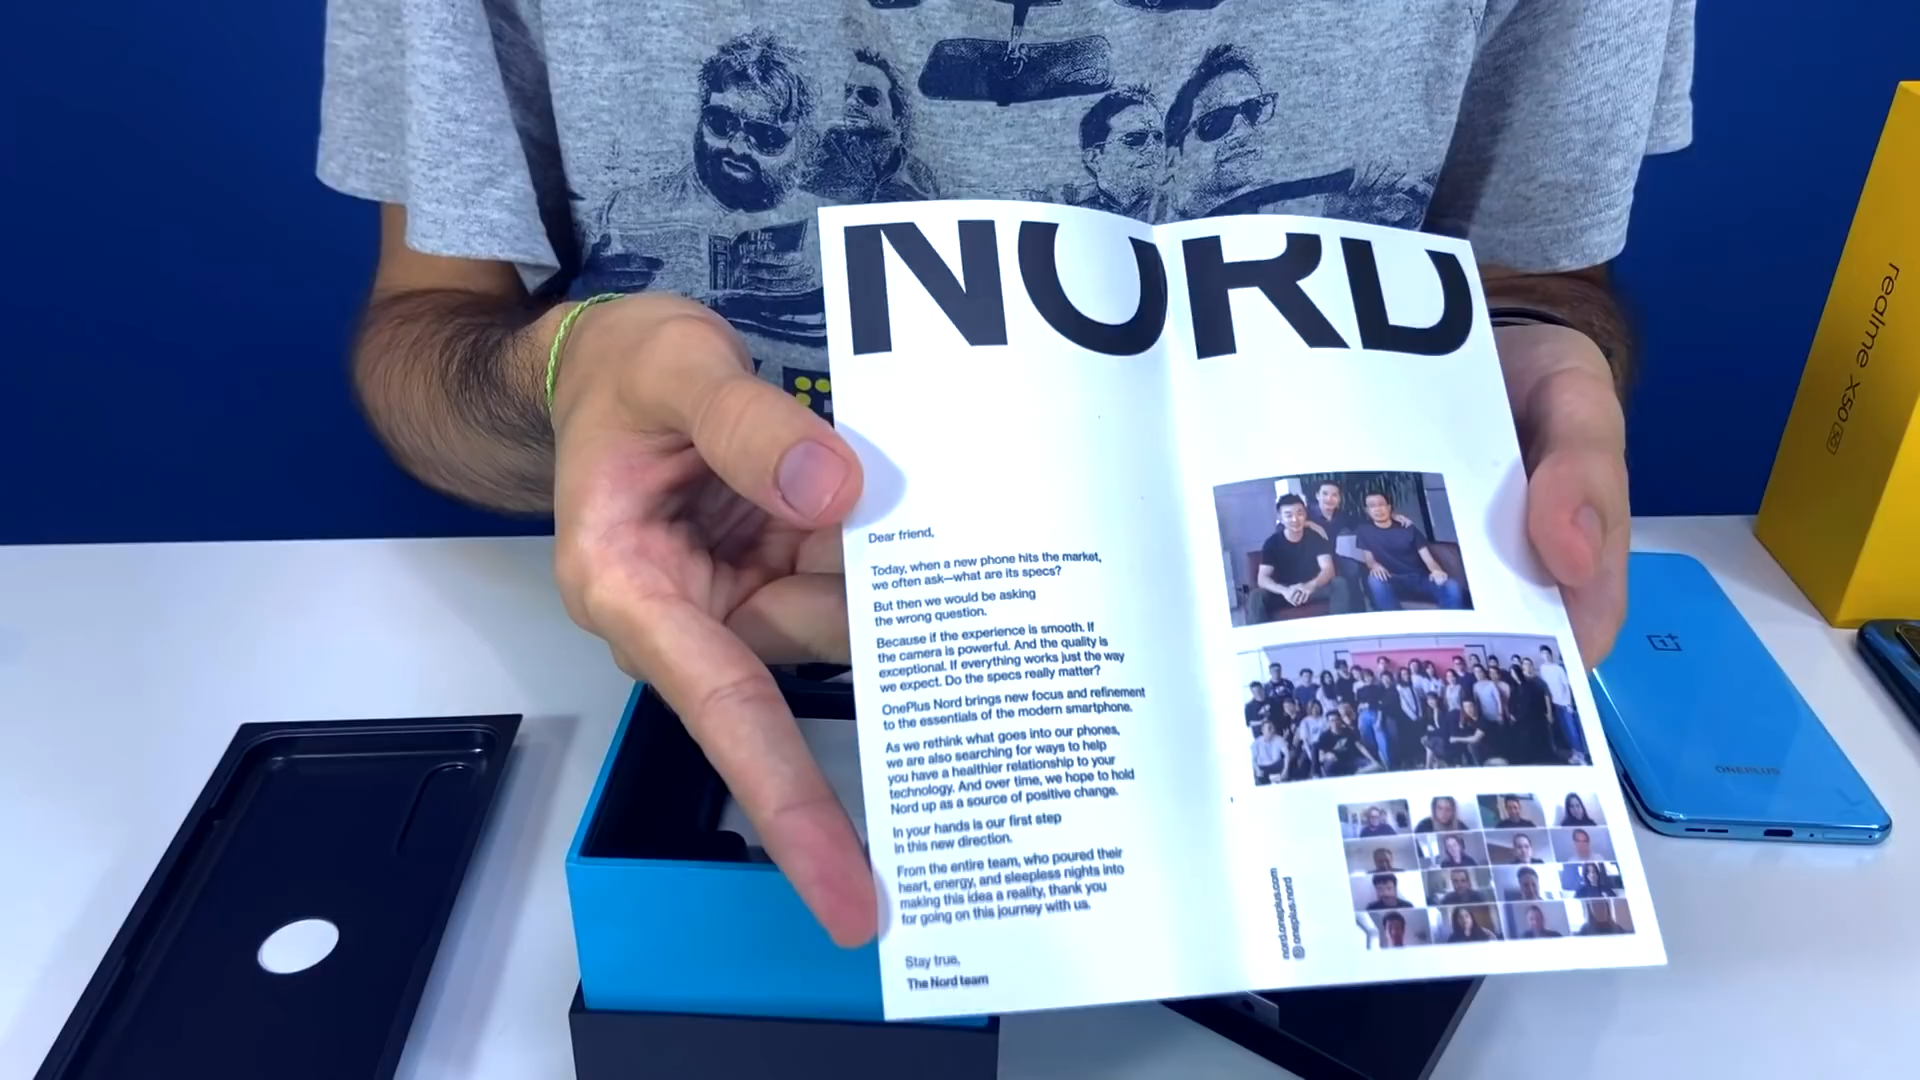 The
World's
NORD
Dear friend,
Today, when a new phone hits the market,
we often ask—what are its specs?
But then we would be asking
the wrong question.
Because if the experience is smooth. If
the camera is powerful. And the quality is
exceptional. If everything works just the way
we expect. Do the specs really matter?
OnePlus Nord brings new focus and refinement
to the essentials of the modern smartphone.
As we rethink what goes into our phones,
we are also searching for ways to help
you have a healthier relationship to your
technology. And over time, we hope to hold
Nord up as a source of positive change.
In your hands is our first step
in this new direction.
From the entire team, who poured their
heart, energy, and sleepless nights into
making this idea a reality, thank you
for going on this journey with us.
Stay true,
The Nord team
nord.oneplus.com
oneplus.nord
realme X50 5G
ONEPLUS